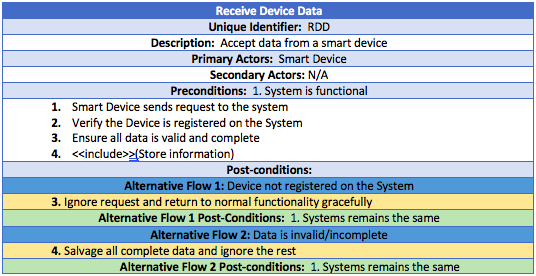 Receive Device Data
Unique Identifier: RDD
Description: Accept data from a smart device
Primary Actors: Smart Device
Secondary Actors: N/A
Preconditions: 1. System is functional
1. Smart Device sends request to the system
2. Verify the Device is registered on the System
3. Ensure all data is valid and complete
4. <<include>>(Store information)
Post-conditions:
Alternative Flow 1: Device not registered on the System
3. Ignore request and return to normal functionality gracefully
Alternative Flow 1 Post-Conditions: 1. Systems remains the same
Alternative Flow 2: Data is invalid/incomplete
4. Salvage all complete data and ignore the rest
Alternative Flow 2 Post-conditions: 1. Systems remains the same